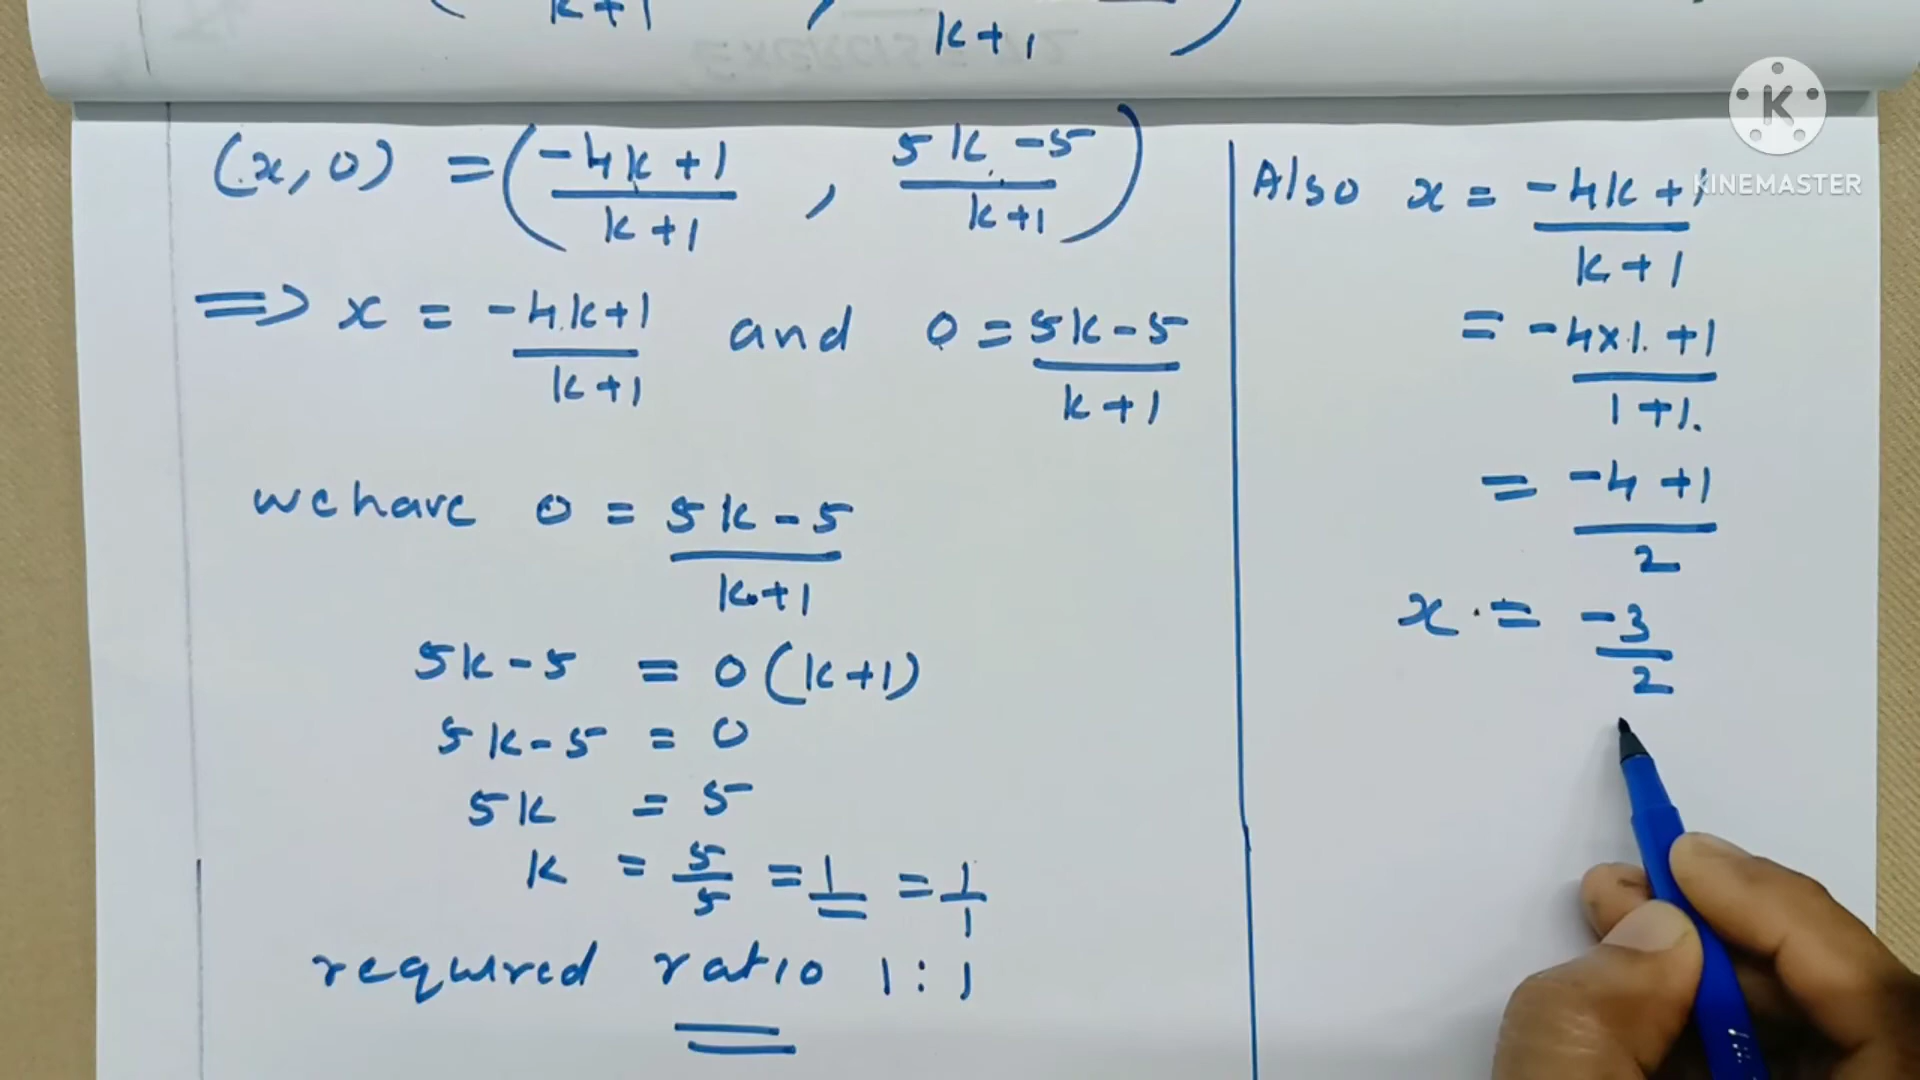 k+1 , k+1 )
(x, 0) = ( -4k+1 / k+1 , 5k-5 / k+1 )
=> x = -4k+1 / k+1 and 0 = 5k-5 / k+1
we have 0 = 5k-5 / k+1
5k-5 = 0(k+1)
5k-5 = 0
5k = 5
k = 5/5 = 1 = 1/1
required ratio 1:1
Also x = -4k+1 / k+1
= -4×1+1 / 1+1
= -4+1 / 2
x = -3/2
K
KINEMASTER